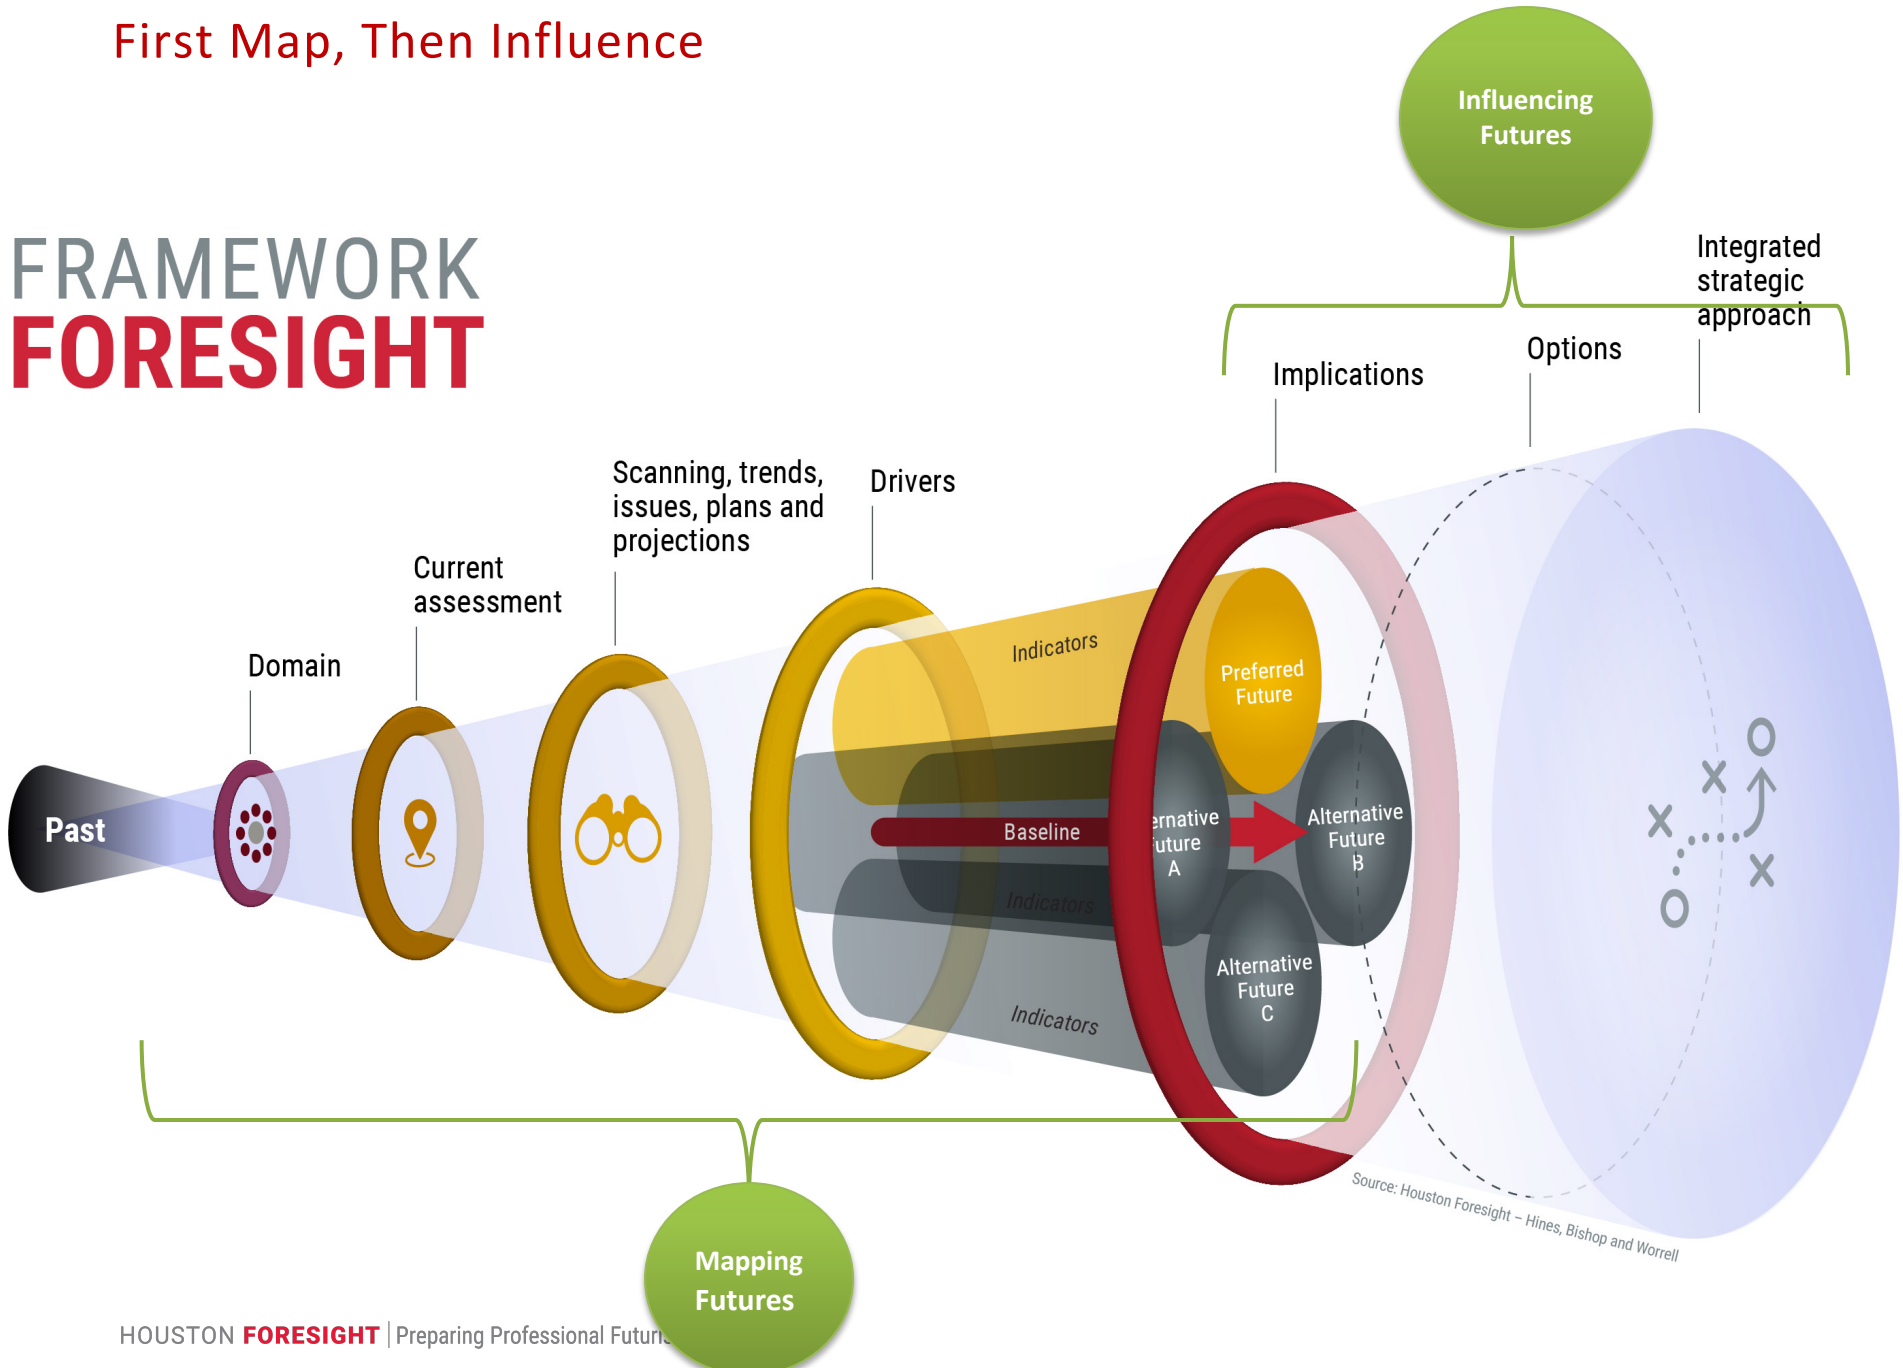 First Map, Then Influence
Influencing
Futures
FRAMEWORK
FORESIGHT
Integrated
strategic
approach
Options
Implications
Scanning, trends,
issues, plans and
projections
Drivers
Current
assessment
Domain
Indicators
Preferred
Future
Past
Baseline
ernative
uture
A
Alternative
Future
B
Indicators
Alternative
Future
C
Indicators
Source: Houston Foresight – Hines, Bishop and Worrell
Mapping
Futures
HOUSTON FORESIGHT | Preparing Professional Futuris